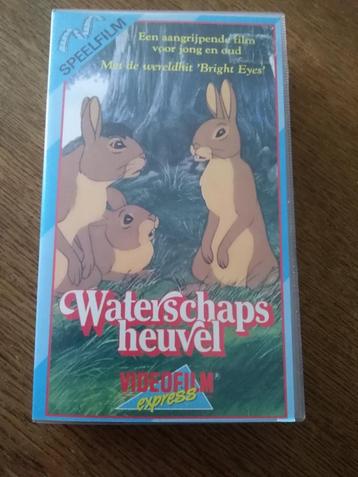 SPEELFILM
Een aangrijpende film
voor jong en oud
Met de wereldhit 'Bright Eyes'
Waterschaps
heuvel
VIDEOFILM
express